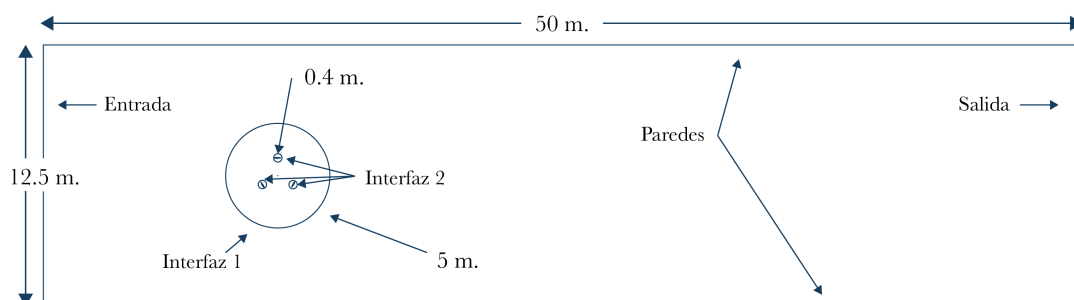 50 m.
0.4 m.
Entrada
Salida
Paredes
12.5 m.
Interfaz 2
Interfaz 1
5 m.